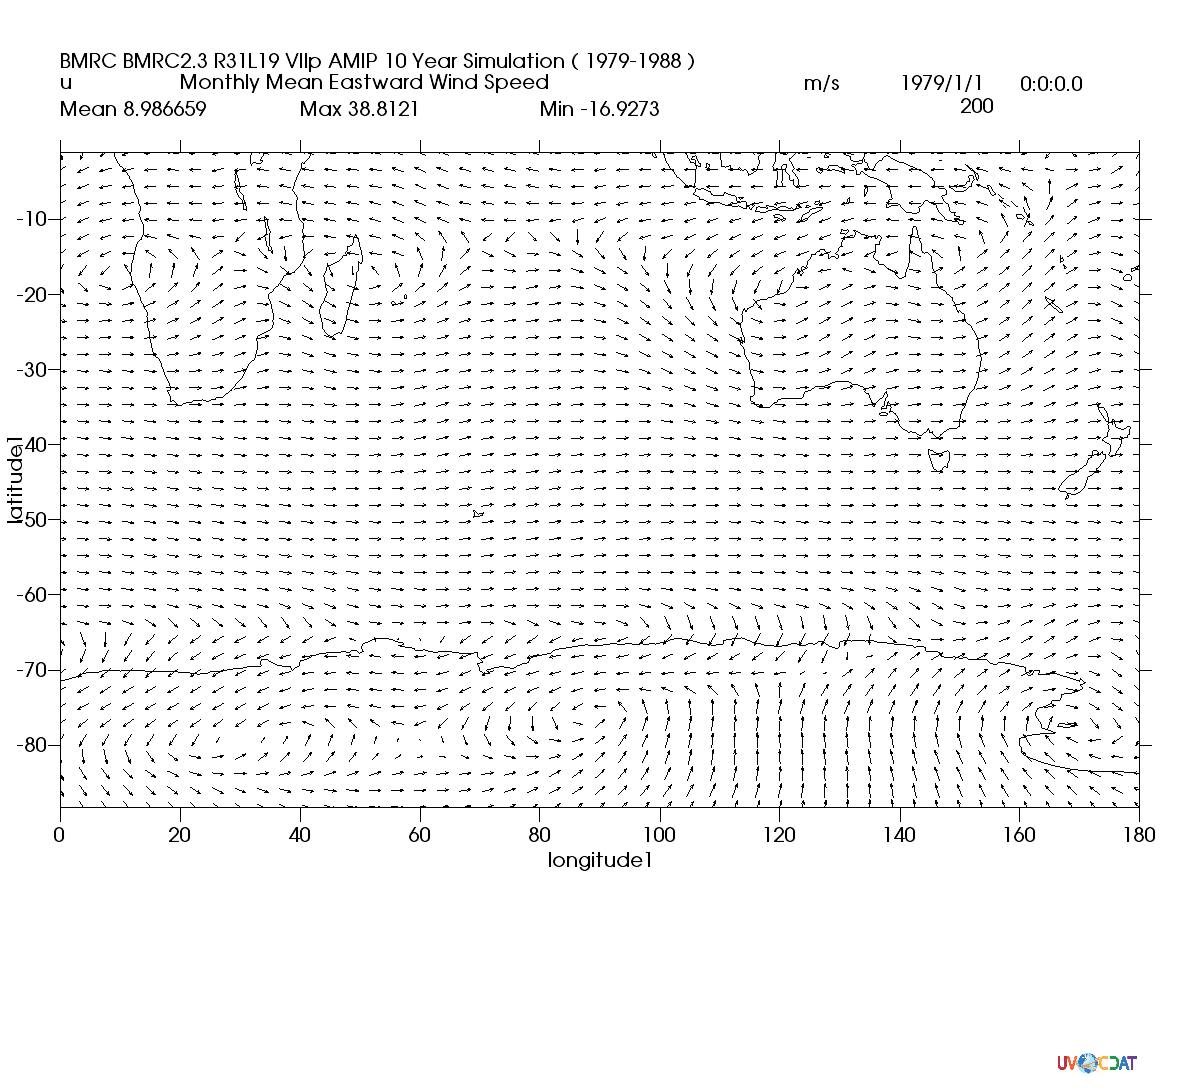 BMRC BMRC2.3 R31L19 VIIp AMIP 10 Year Simulation ( 1979-1988 )
u Monthly Mean Eastward Wind Speed m/s 1979/1/1 0:0:0.0
Mean 8.986659 Max 38.8121 Min -16.9273 200
-10
-20
-30
-40
-50
-60
-70
-80
latitude1
0 20 40 60 80 100 120 140 160 180
longitude1
UV CDAT